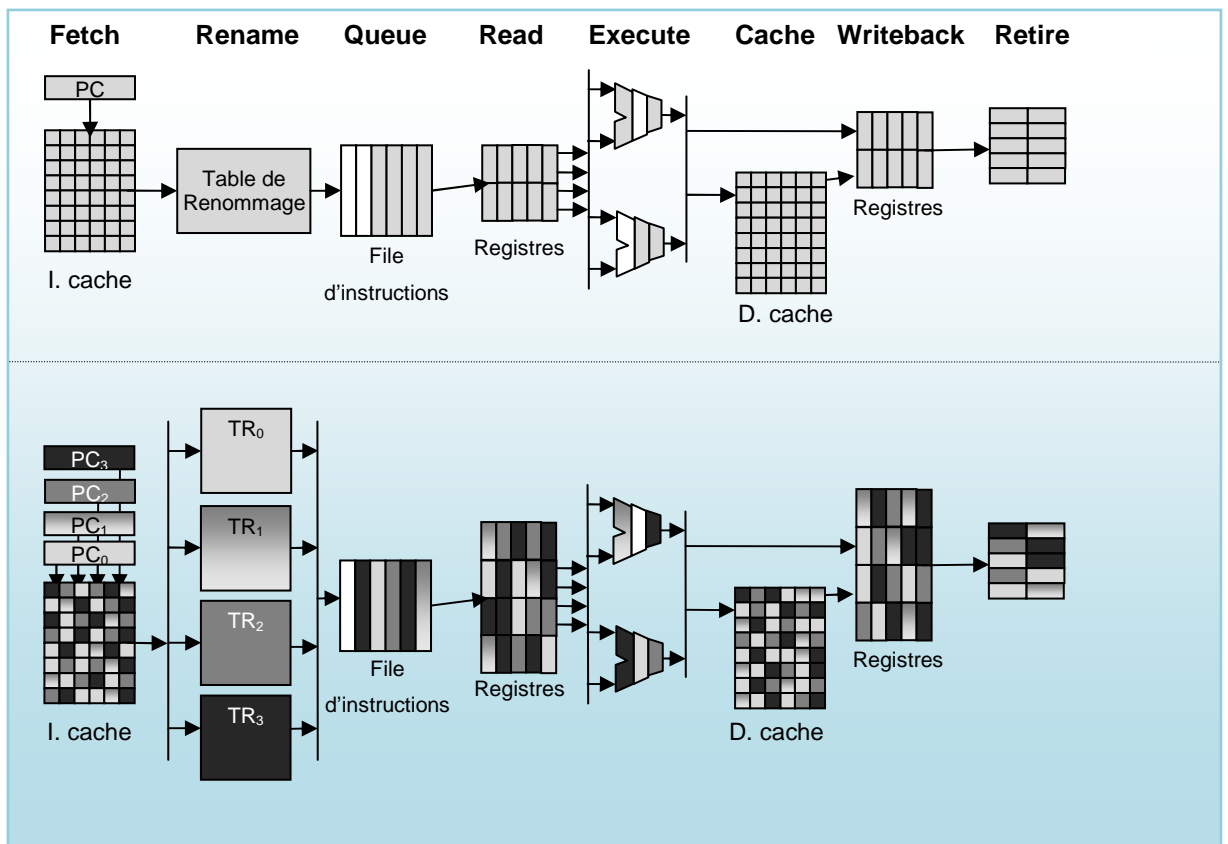 Fetch Rename Queue Read Execute Cache Writeback Retire
PC
Table de
Renommage
File
d'instructions
Registres
Registres
I. cache
D. cache
TR0
PC3
PC2
PC1
PC0
TR1
TR2
TR3
File
d'instructions
Registres
Registres
I. cache
D. cache